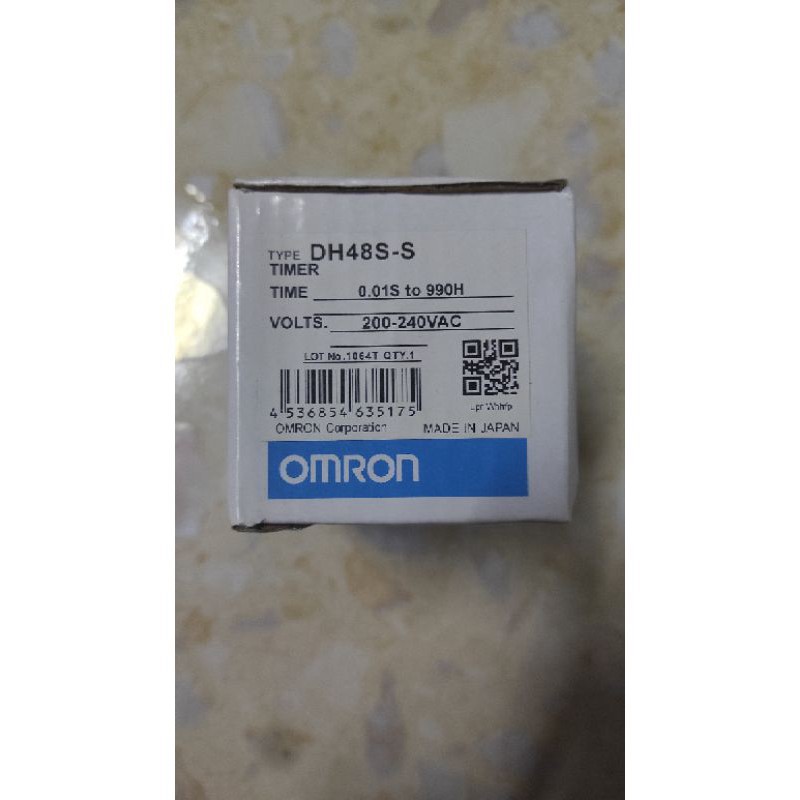 TYPE DH48S-S
TIMER
TIME 0.01S to 990H
VOLTS. 200-240VAC
LOT No.1064T QTY.1
4 536854 635175
OMRON Corporation MADE IN JAPAN
OMRON